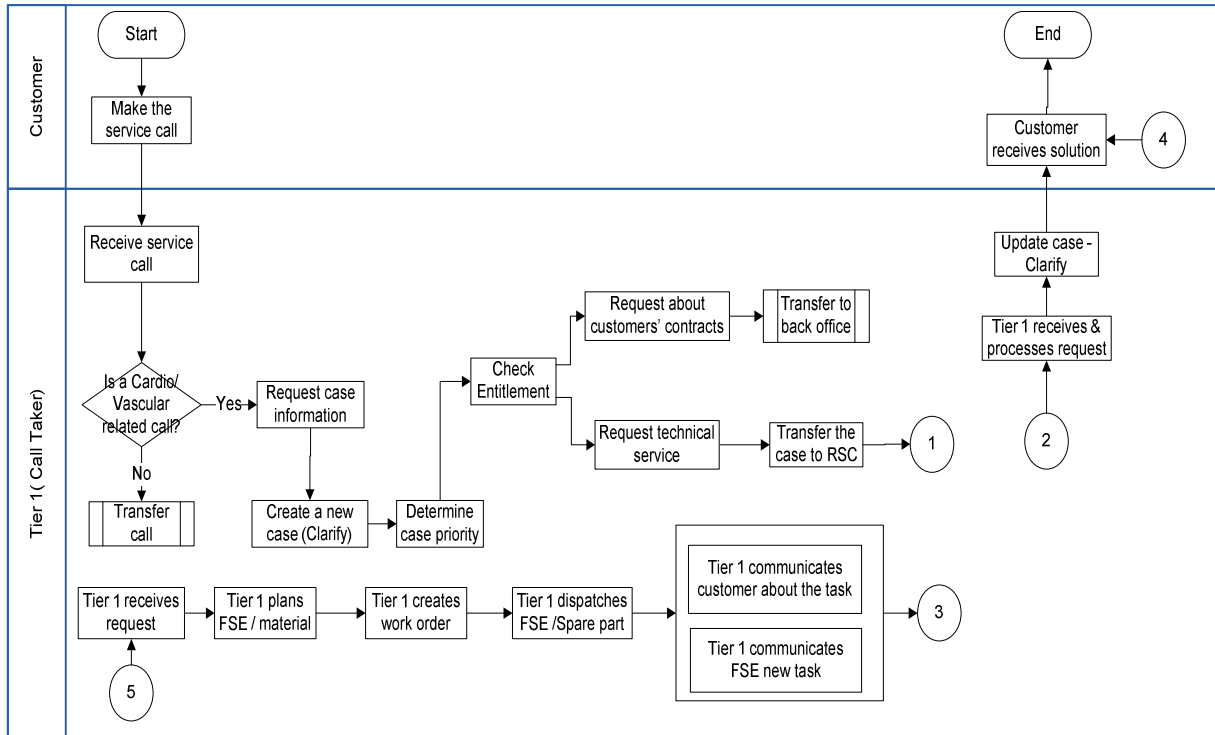 Customer
Start
Make the
service call
End
Customer
receives solution
4
Tier 1( Call Taker)
Receive service
call
Is a Cardio/
Vascular
related call?
Yes
No
Transfer
call
Request case
information
Create a new
case (Clarify)
Determine
case priority
Check
Entitlement
Request about
customers' contracts
Transfer to
back office
Request technical
service
Transfer the
case to RSC
1
Update case -
Clarify
Tier 1 receives &
processes request
2
Tier 1 receives
request
5
Tier 1 plans
FSE / material
Tier 1 creates
work order
Tier 1 dispatches
FSE /Spare part
Tier 1 communicates
customer about the task
Tier 1 communicates
FSE new task
3